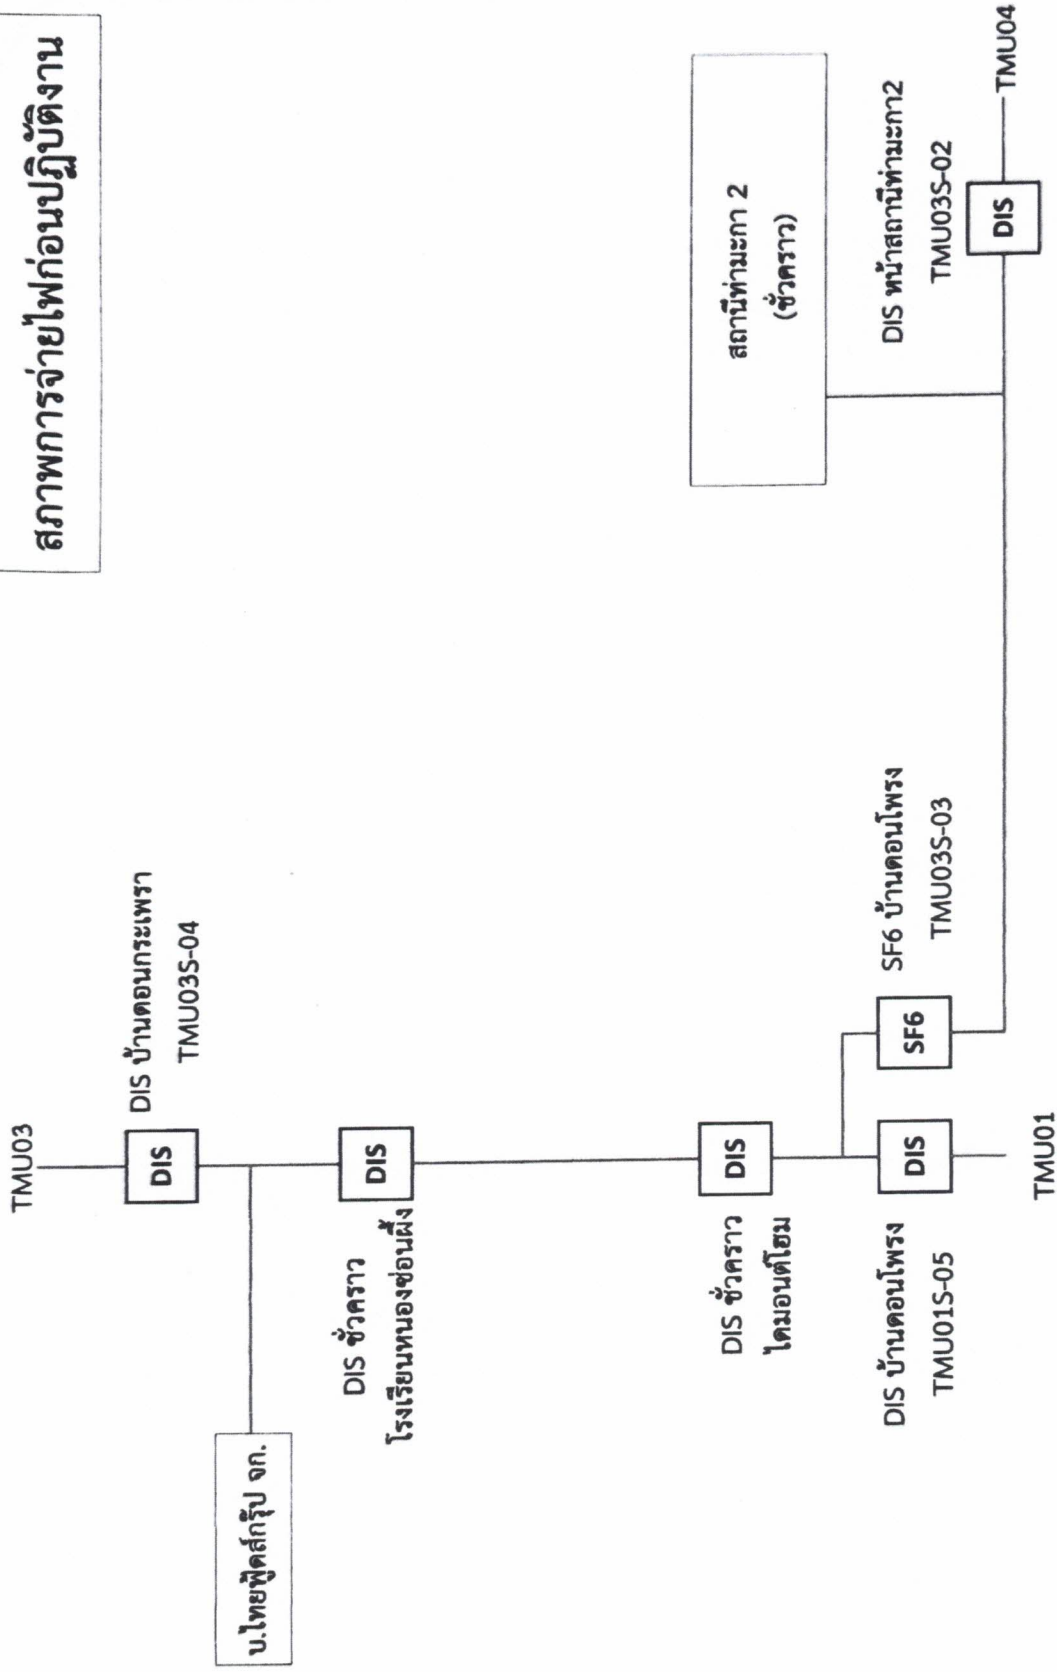 สภาพการจ่ายไฟก่อนปฏิบัติงาน
TMU03
DIS
DIS บ้านดอนกระเพรา
TMU03S-04
บ.ไทยฟู้ดส์กรุ๊ป จก.
DIS
DIS ชั่วคราว
โรงเรียนหนองซ่อนผึ้ง
DIS
DIS ชั่วคราว
ไดมอนด์โฮม
DIS
DIS บ้านดอนโพรง
TMU01S-05
TMU01
SF6
SF6 บ้านดอนโพรง
TMU03S-03
สถานีท่ามะกา 2
(ชั่วคราว)
DIS หน้าสถานีท่ามะกา2
TMU03S-02
DIS
TMU04